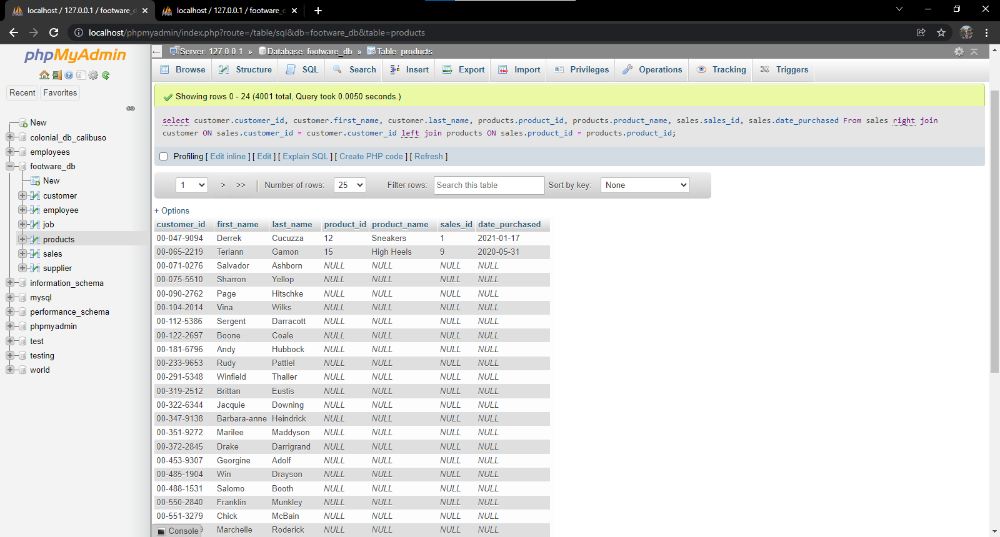 localhost / 127.0.0.1 / footware_d
localhost / 127.0.0.1 / footware_d
localhost/phpmyadmin/index.php?route=/table/sql&db=footware_db&table=products
phpMyAdmin
Recent
Favorites
New
colonial_db_calibuso
employees
footware_db
New
customer
employee
job
products
sales
supplier
information_schema
mysql
performance_schema
phpmyadmin
test
testing
world
Server: 127.0.0.1 » Database: footware_db » Table: products
Browse Structure SQL Search Insert Export Import Privileges Operations Tracking Triggers
Showing rows 0 - 24 (4001 total, Query took 0.0050 seconds.)
select customer.customer_id, customer.first_name, customer.last_name, products.product_id, products.product_name, sales.sales_id, sales.date_purchased From sales right join
customer ON sales.customer_id = customer.customer_id left join products ON sales.product_id = products.product_id;
Profiling [ Edit inline ] [ Edit ] [ Explain SQL ] [ Create PHP code ] [ Refresh ]
1 > >> | Number of rows: 25 Filter rows: Search this table Sort by key: None
+ Options
customer_id first_name last_name product_id product_name sales_id date_purchased
00-047-9094 Derrek Cucuzza 12 Sneakers 1 2021-01-17
00-065-2219 Teriann Gamon 15 High Heels 9 2020-05-31
00-071-0276 Salvador Ashborn NULL NULL NULL NULL
00-075-5510 Sharron Yellop NULL NULL NULL NULL
00-090-2762 Page Hitschke NULL NULL NULL NULL
00-104-2014 Vina Wilks NULL NULL NULL NULL
00-112-5386 Sergent Darracott NULL NULL NULL NULL
00-122-2697 Boone Coale NULL NULL NULL NULL
00-181-6796 Andy Hubbock NULL NULL NULL NULL
00-233-9653 Rudy Pattlel NULL NULL NULL NULL
00-291-5348 Winfield Thaller NULL NULL NULL NULL
00-319-2512 Brittan Eustis NULL NULL NULL NULL
00-322-6344 Jacquie Downing NULL NULL NULL NULL
00-347-9138 Barbara-anne Heindrick NULL NULL NULL NULL
00-351-9272 Marilee Maddyson NULL NULL NULL NULL
00-372-2845 Drake Darrigrand NULL NULL NULL NULL
00-453-9307 Georgine Adolf NULL NULL NULL NULL
00-485-1904 Win Drayson NULL NULL NULL NULL
00-488-1531 Salomo Booth NULL NULL NULL NULL
00-550-2840 Franklin Munkley NULL NULL NULL NULL
00-551-3279 Chick McBain NULL NULL NULL NULL
Marchelle Roderick NULL NULL NULL NULL
Console